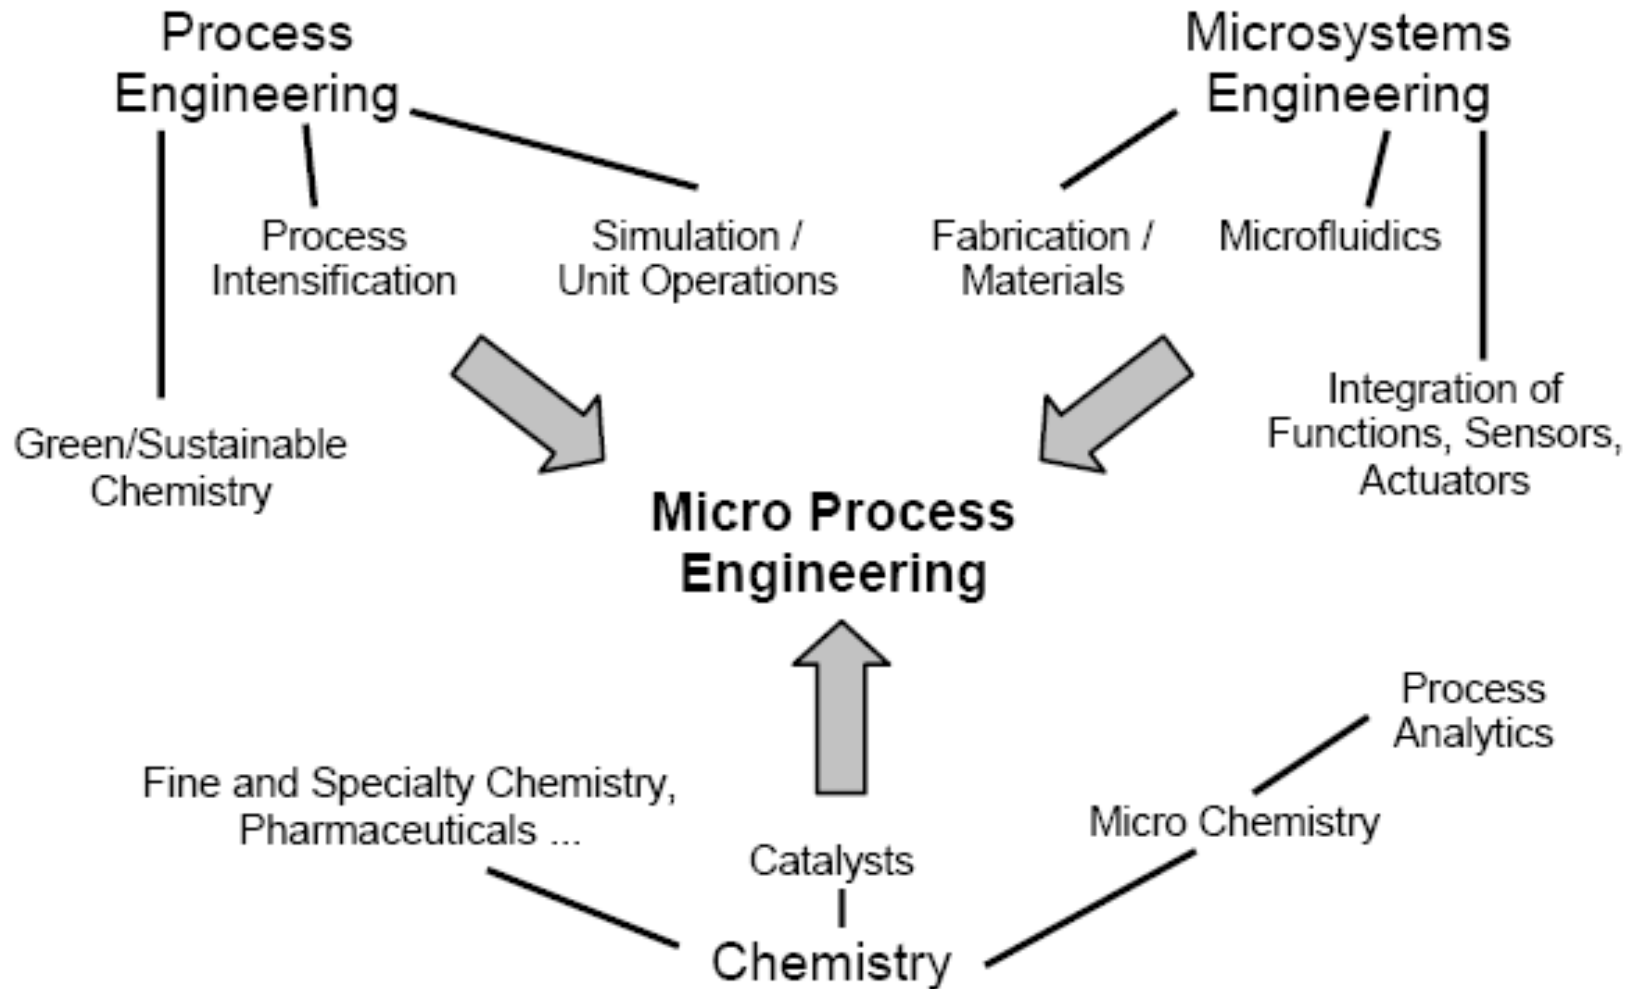 Process
Engineering
Microsystems
Engineering
Process
Intensification
Simulation /
Unit Operations
Fabrication /
Materials
Microfluidics
Green/Sustainable
Chemistry
Integration of
Functions, Sensors,
Actuators
Micro Process
Engineering
Process
Analytics
Fine and Specialty Chemistry,
Pharmaceuticals ...
Micro Chemistry
Catalysts
Chemistry